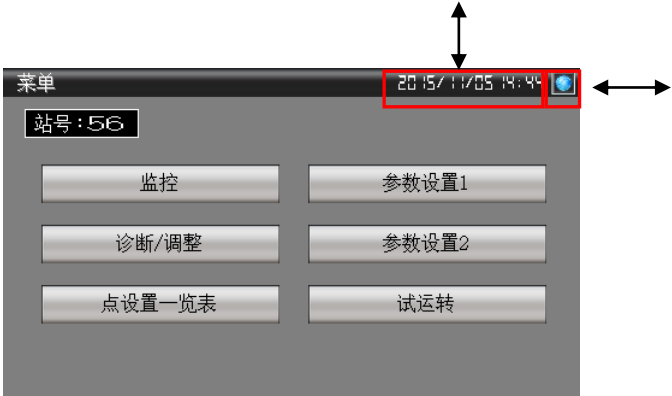 菜单 2015/11/05 14:44
站号:56
监控 参数设置1
诊断/调整 参数设置2
点设置一览表 试运转